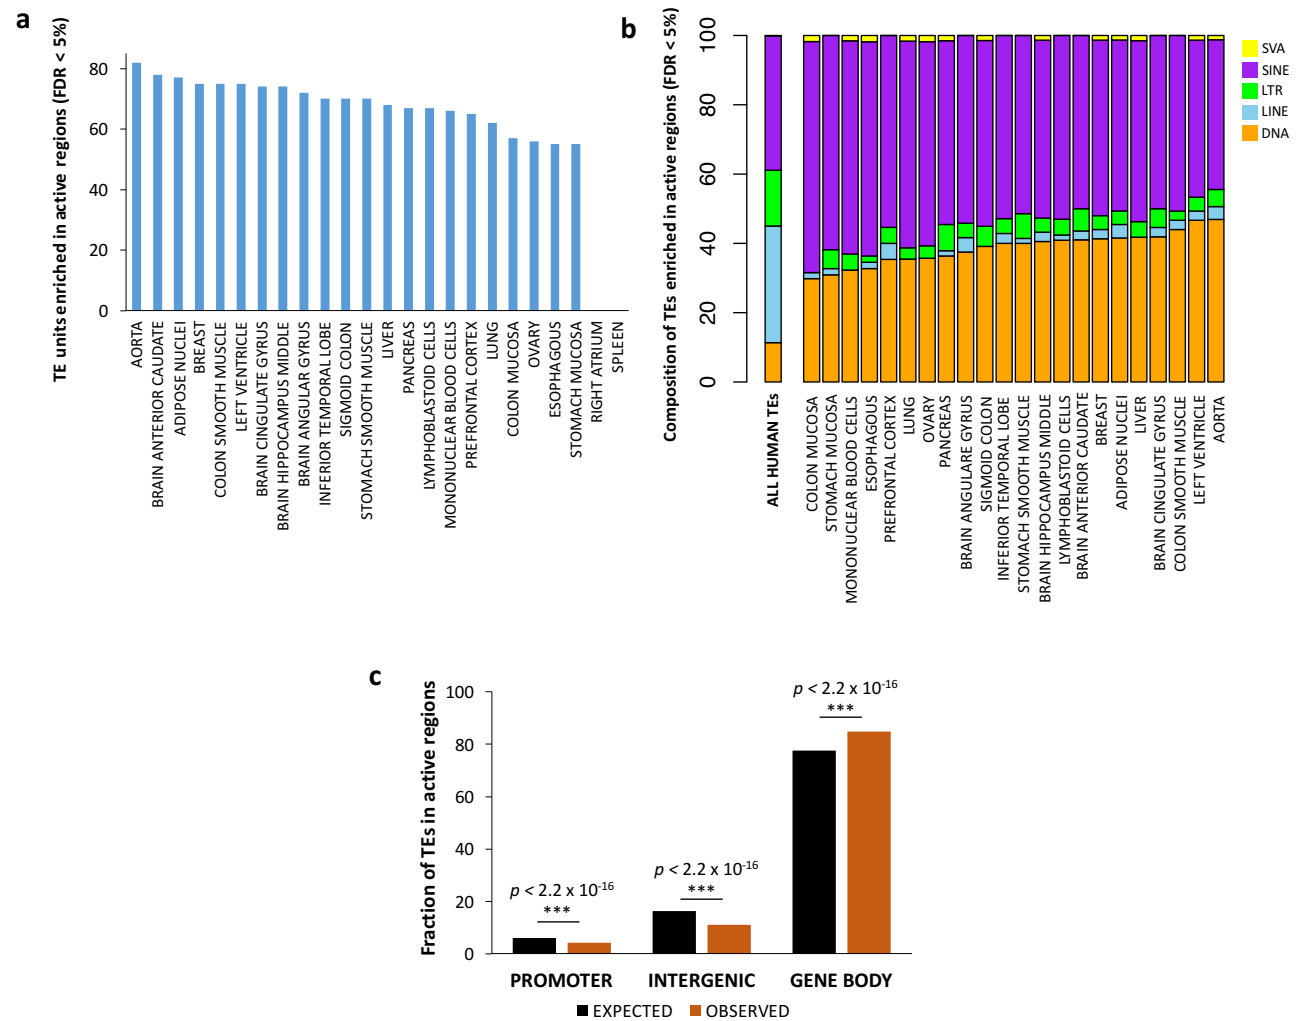 a
TE units enriched in active regions (FDR < 5%)
80
60
40
20
0
AORTA
BRAIN ANTERIOR CAUDATE
ADIPOSE NUCLEI
BREAST
COLON SMOOTH MUSCLE
LEFT VENTRICLE
BRAIN CINGULATE GYRUS
BRAIN HIPPOCAMPUS MIDDLE
BRAIN ANGULAR GYRUS
INFERIOR TEMPORAL LOBE
SIGMOID COLON
STOMACH SMOOTH MUSCLE
LIVER
PANCREAS
LYMPHOBLASTOID CELLS
MONONUCLEAR BLOOD CELLS
PREFRONTAL CORTEX
LUNG
COLON MUCOSA
OVARY
ESOPHAGOUS
STOMACH MUCOSA
RIGHT ATRIUM
SPLEEN
b
Composition of TEs enriched in active regions (FDR < 5%)
100
80
60
40
20
0
ALL HUMAN TEs
COLON MUCOSA
STOMACH MUCOSA
MONONUCLEAR BLOOD CELLS
ESOPHAGOUS
PREFRONTAL CORTEX
LUNG
OVARY
PANCREAS
BRAIN ANGULARE GYRUS
SIGMOID COLON
INFERIOR TEMPORAL LOBE
STOMACH SMOOTH MUSCLE
BRAIN HIPPOCAMPUS MIDDLE
LYMPHOBLASTOID CELLS
BRAIN ANTERIOR CAUDATE
BREAST
ADIPOSE NUCLEI
LIVER
BRAIN CINGULATE GYRUS
COLON SMOOTH MUSCLE
LEFT VENTRICLE
AORTA
SVA
SINE
LTR
LINE
DNA
c
Fraction of TEs in active regions
100
80
60
40
20
0
p < 2.2 x 10-16
***
p < 2.2 x 10-16
***
p < 2.2 x 10-16
***
PROMOTER
INTERGENIC
GENE BODY
EXPECTED
OBSERVED